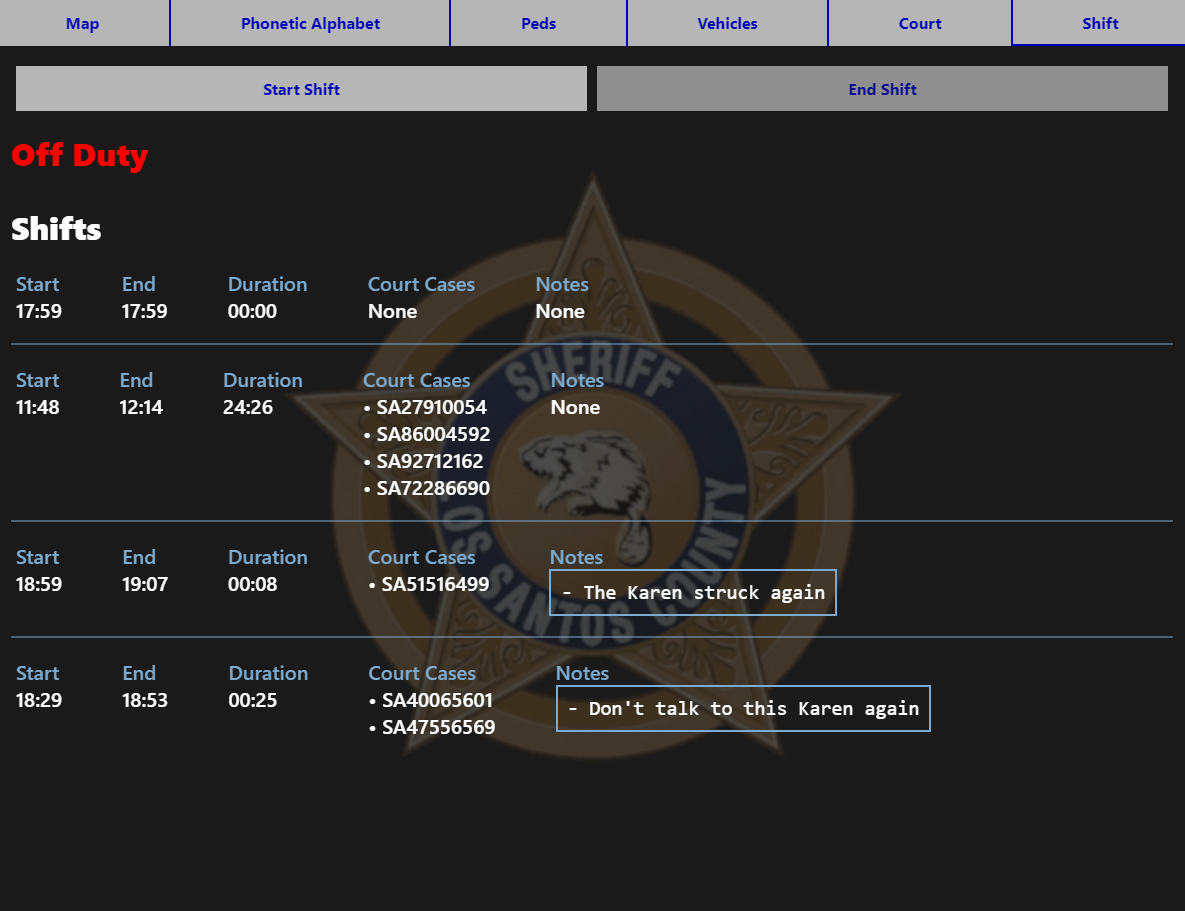 Map Phonetic Alphabet Peds Vehicles Court Shift
Start Shift End Shift
Off Duty
Shifts
Start End Duration Court Cases Notes
17:59 17:59 00:00 None None
Start End Duration Court Cases Notes
11:48 12:14 24:26 • SA27910054 None
• SA86004592
• SA92712162
• SA72286690
Start End Duration Court Cases Notes
18:59 19:07 00:08 • SA51516499 - The Karen struck again
Start End Duration Court Cases Notes
18:29 18:53 00:25 • SA40065601 - Don't talk to this Karen again
• SA47556569
SHERIFF
LOS SANTOS COUNTY